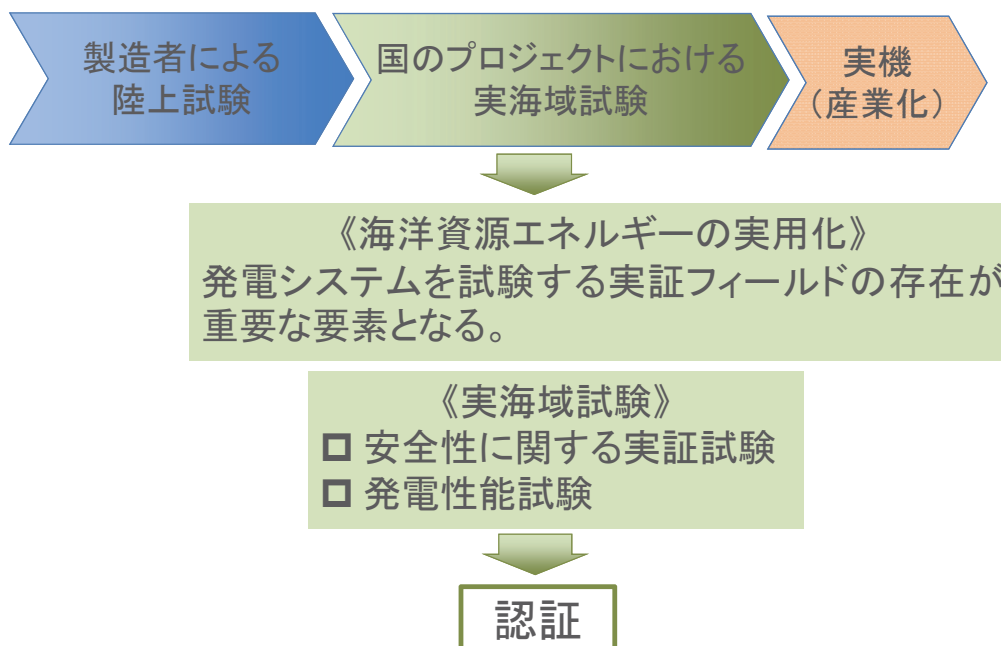 製造者による
陸上試験
国のプロジェクトにおける
実海域試験
実機
（産業化）
《海洋資源エネルギーの実用化》
発電システムを試験する実証フィールドの存在が
重要な要素となる。
《実海域試験》
安全性に関する実証試験
発電性能試験
認証